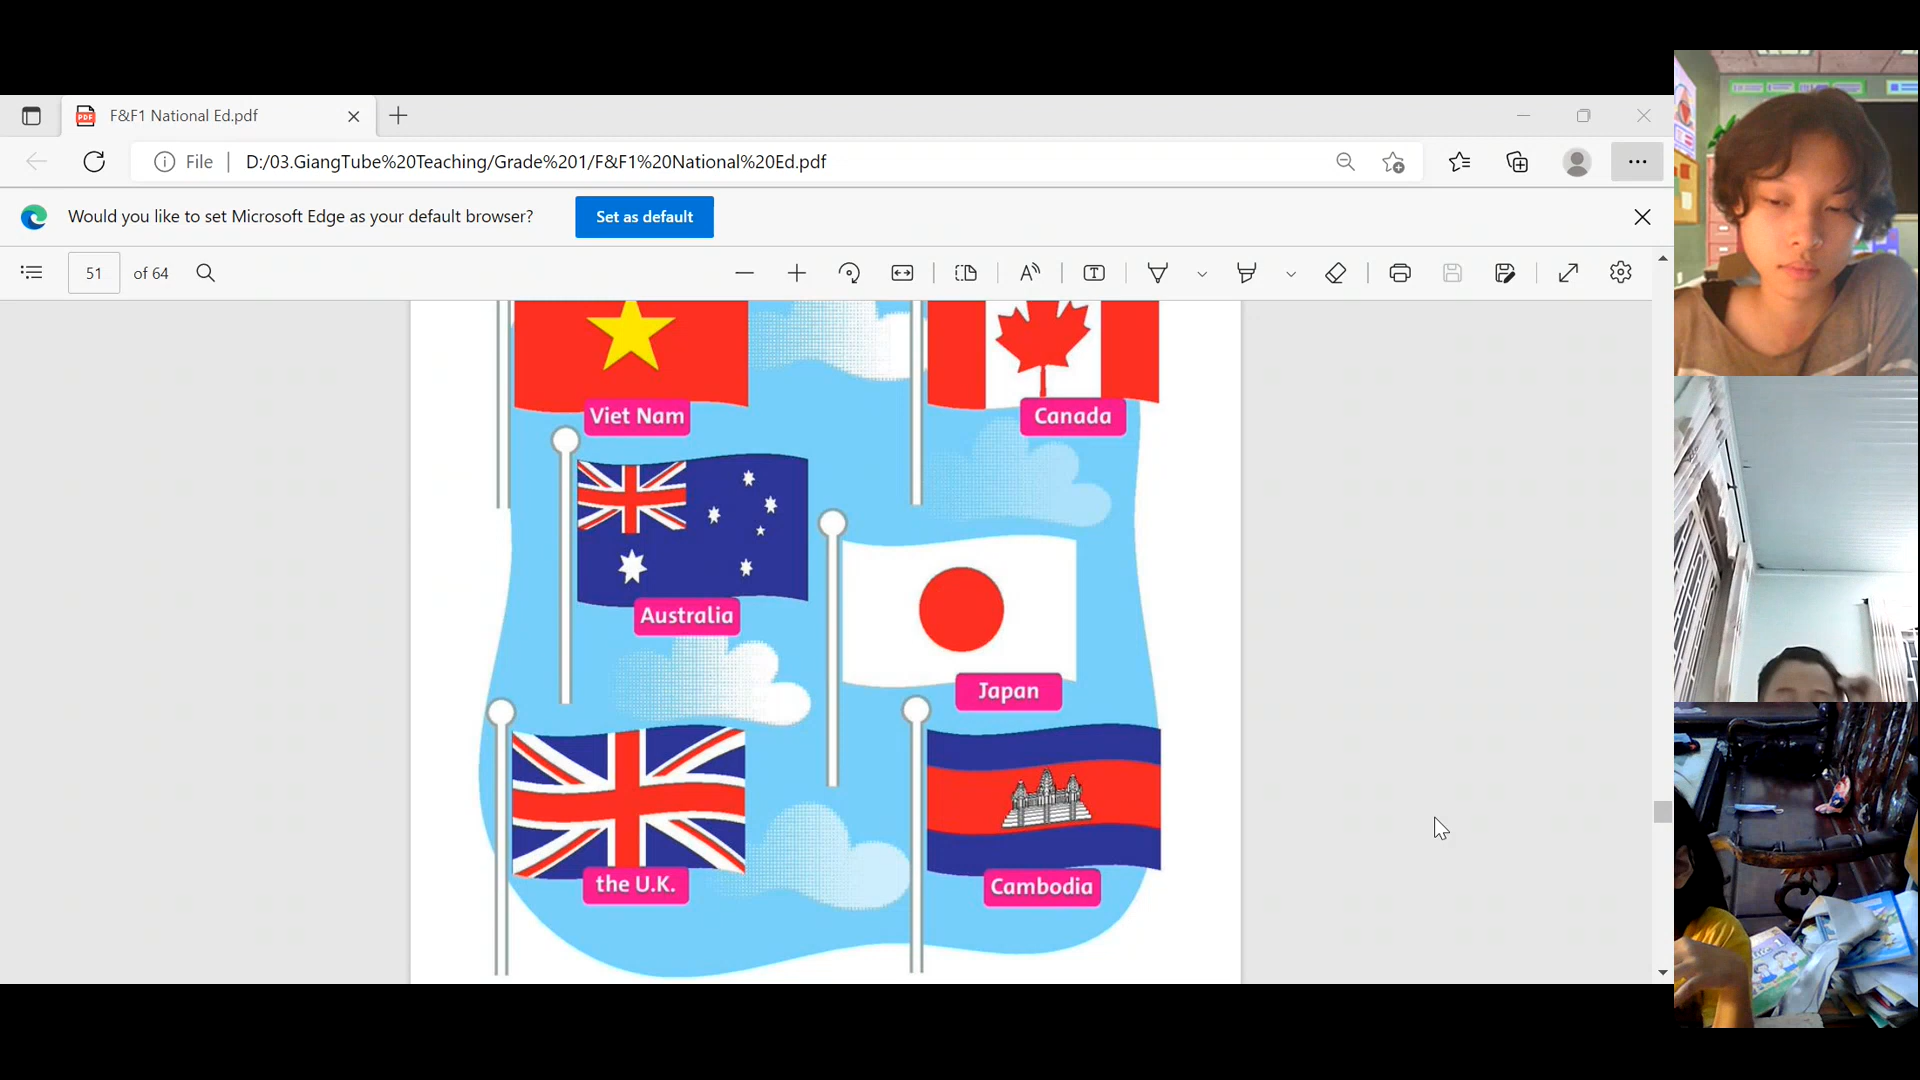 F&F1 National Ed.pdf
File
D:/03.GiangTube%20Teaching/Grade%201/F&F1%20National%20Ed.pdf
Would you like to set Microsoft Edge as your default browser?
Set as default
51 of 64
Viet Nam
Canada
Australia
Japan
the U.K.
Cambodia